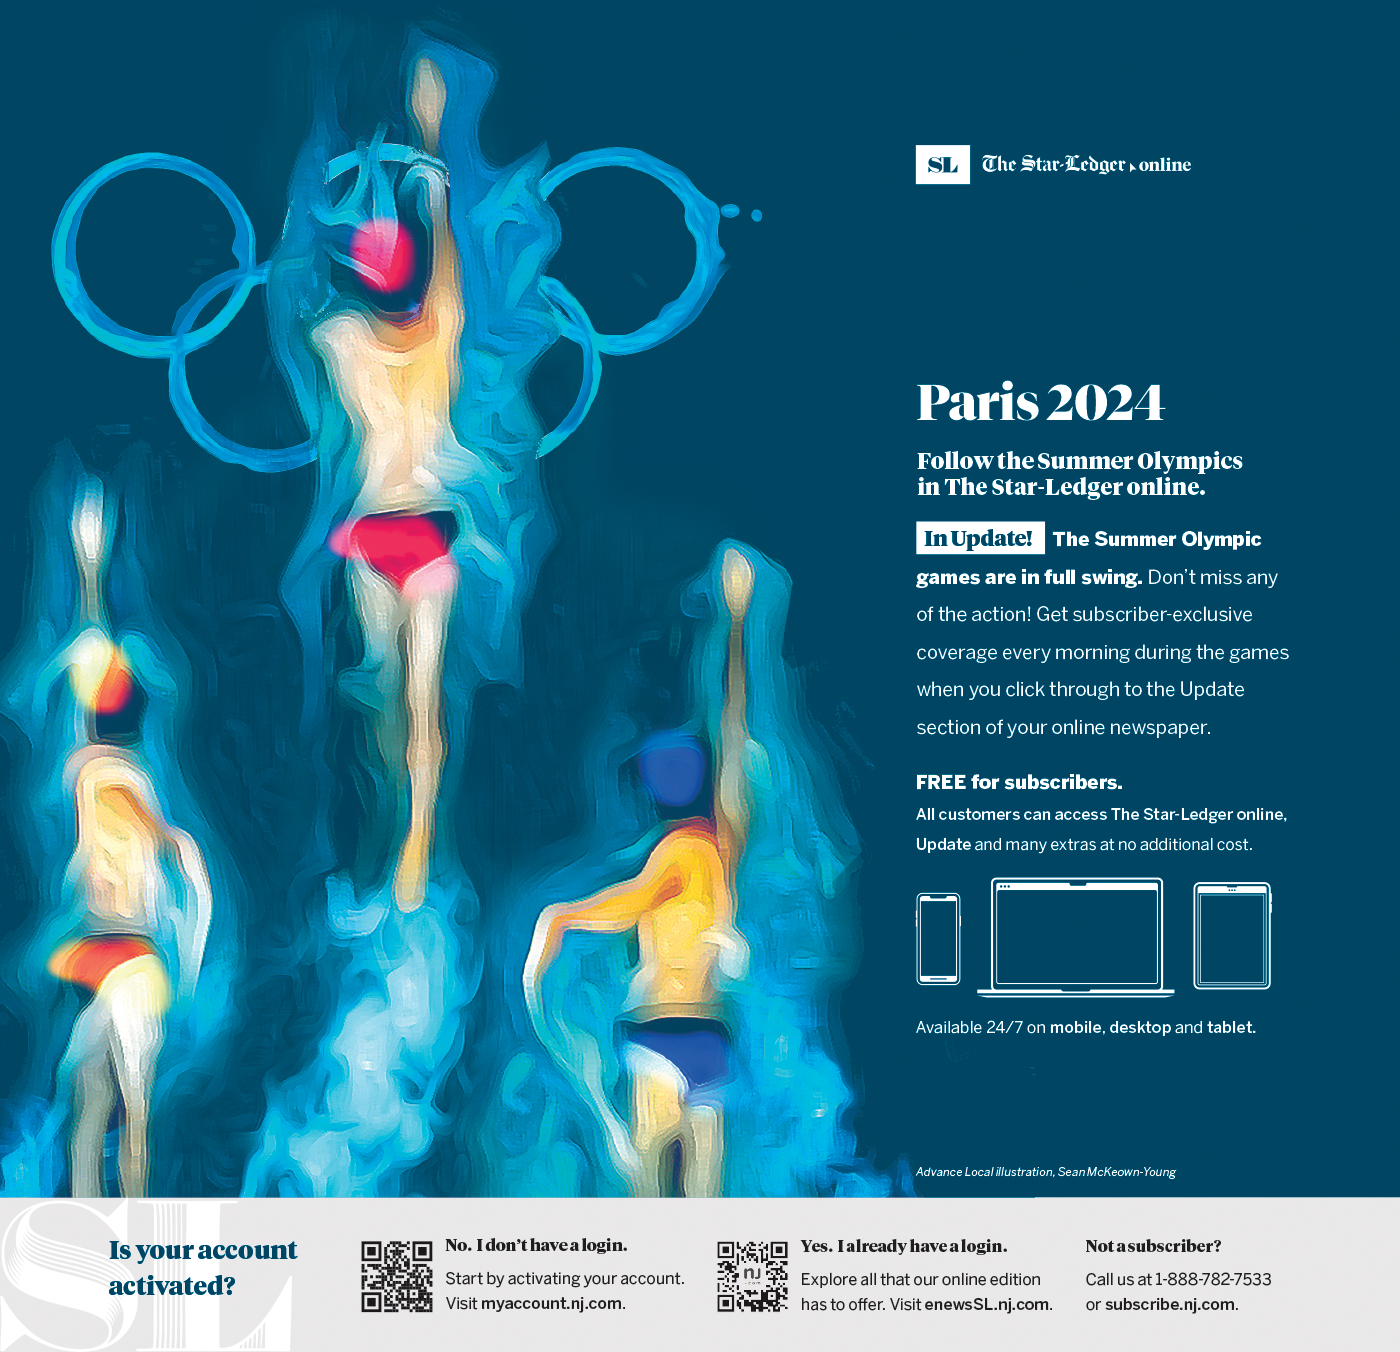 SL The Star-Ledger online
Paris 2024
Follow the Summer Olympics
in The Star-Ledger online.
In Update! The Summer Olympic
games are in full swing. Don't miss any
of the action! Get subscriber-exclusive
coverage every morning during the games
when you click through to the Update
section of your online newspaper.
FREE for subscribers.
All customers can access The Star-Ledger online,
Update and many extras at no additional cost.
Available 24/7 on mobile, desktop and tablet.
Advance Local illustration, Sean McKeown-Young
SL
Is your account
activated?
No. I don't have a login.
Start by activating your account.
Visit myaccount.nj.com.
nj
.com
Yes. I already have a login.
Explore all that our online edition
has to offer. Visit enewsSL.nj.com.
Not a subscriber?
Call us at 1-888-782-7533
or subscribe.nj.com.